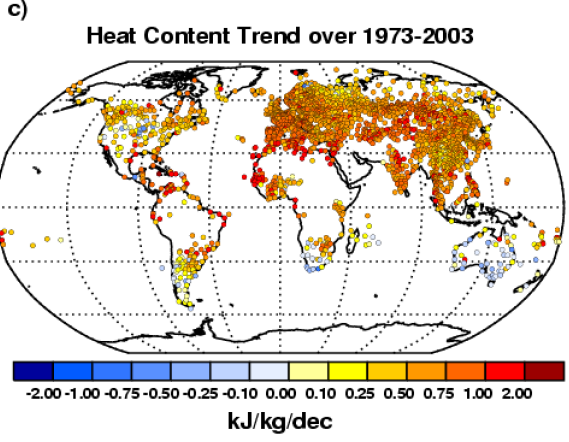 c)
Heat Content Trend over 1973-2003
-2.00 -1.00 -0.75 -0.50 -0.25 -0.10 0.00 0.10 0.25 0.50 0.75 1.00 2.00
kJ/kg/dec